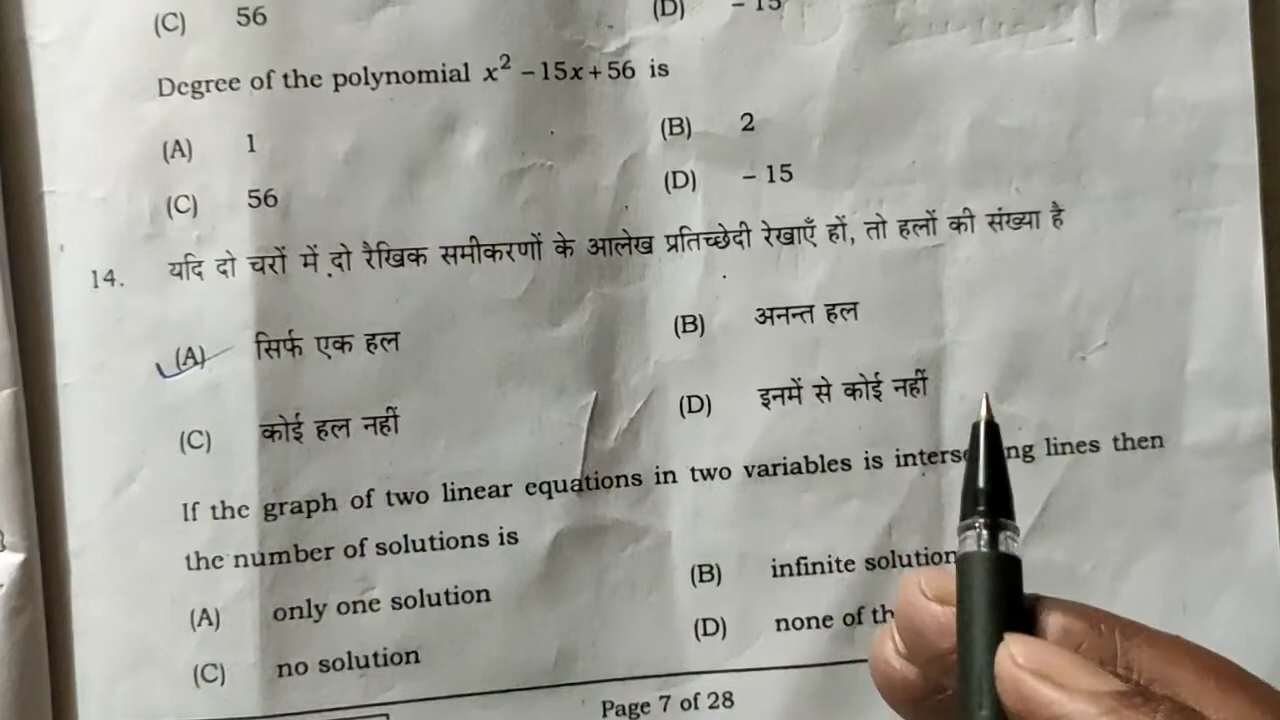 (C) 56 (D) – 15
Degree of the polynomial x² – 15x + 56 is
(A) 1 (B) 2
(C) 56 (D) – 15
14. यदि दो चरों में दो रैखिक समीकरणों के आलेख प्रतिच्छेदी रेखाएँ हों, तो हलों की संख्या है
(A) सिर्फ एक हल (B) अनन्त हल
(C) कोई हल नहीं (D) इनमें से कोई नहीं
If the graph of two linear equations in two variables is lines then
the number of solutions is
(A) only one solution (B) infinite solution
(C) no solution (D) none of
Page 7 of 28